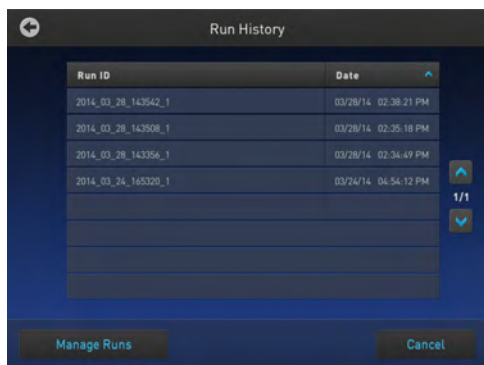 Run History
Run ID Date
2014_03_28_143542_1 03/28/14 02:38:21 PM
2014_03_28_143508_1 03/28/14 02:35:18 PM
2014_03_28_143356_1 03/28/14 02:34:49 PM
2014_03_24_165320_1 03/24/14 04:54:12 PM
1/1
Manage Runs Cancel